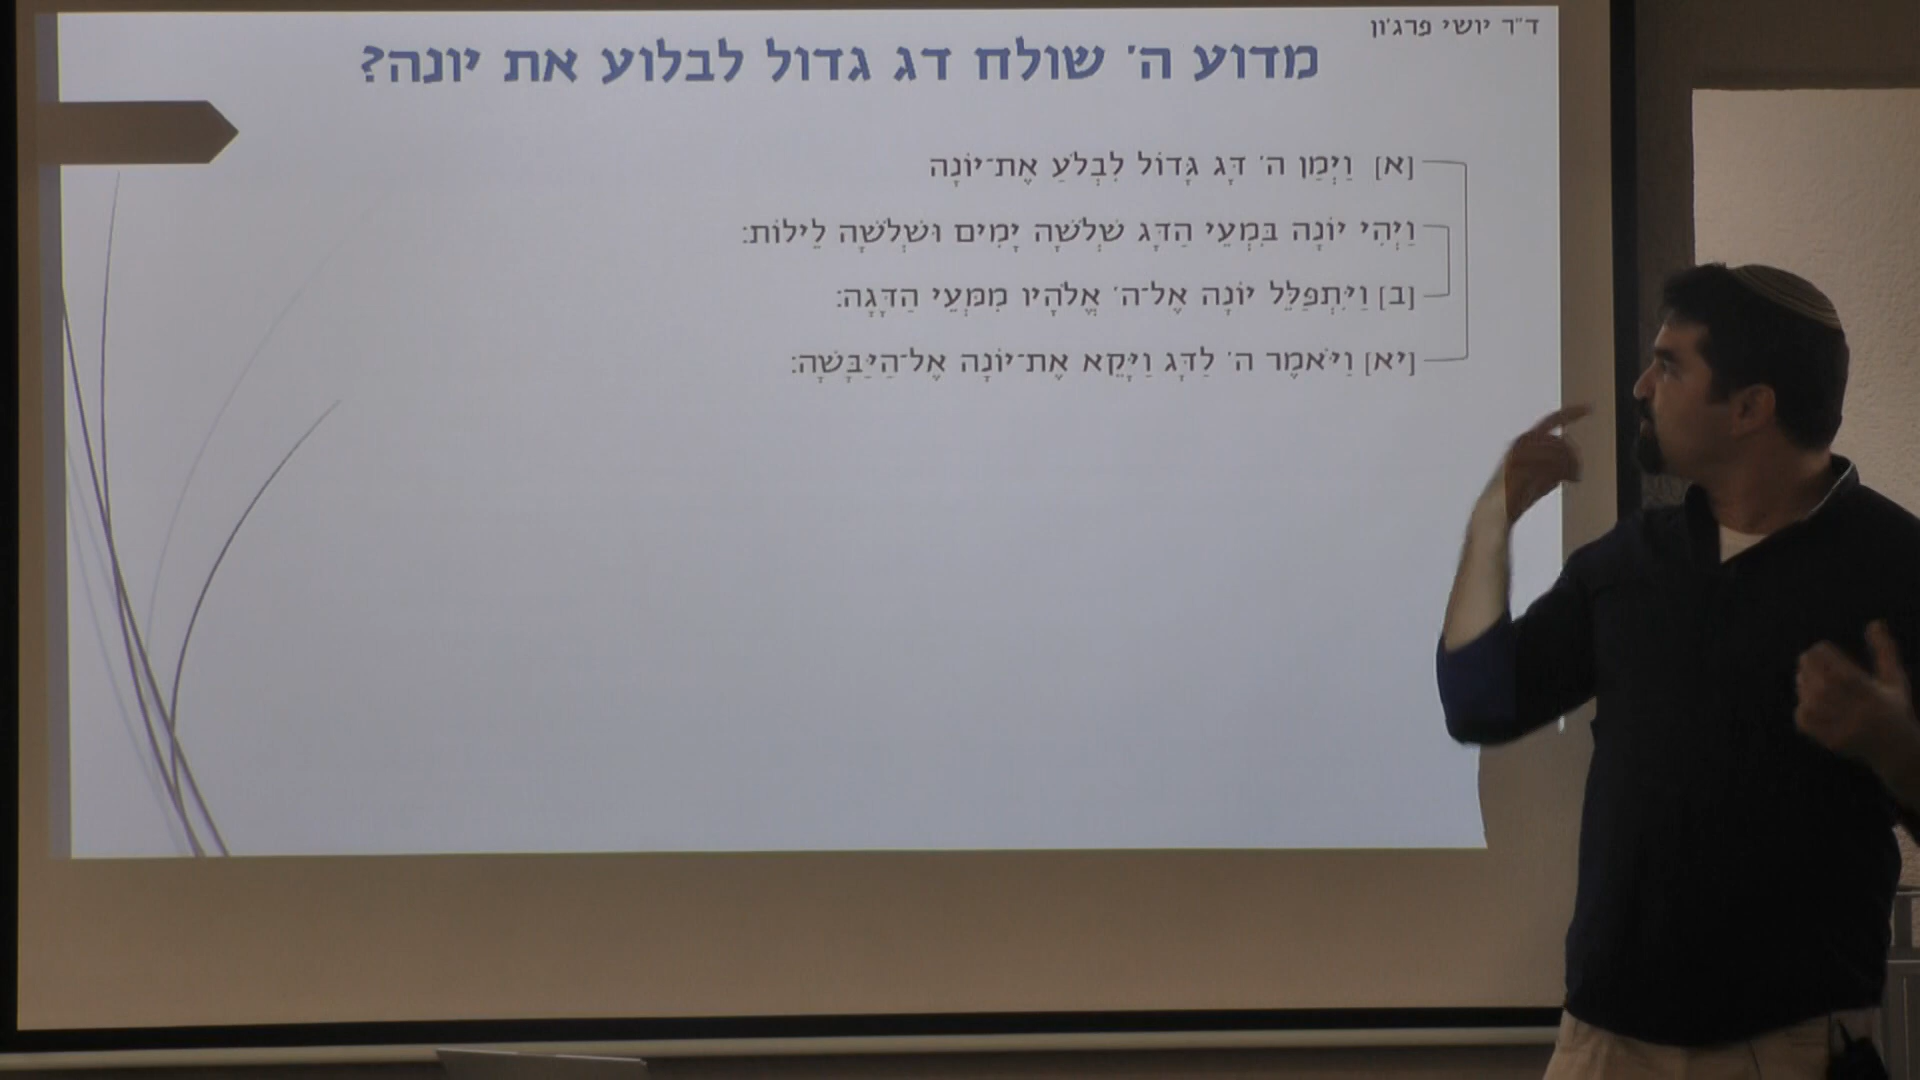 ד"ר יושי פרג'ון
מדוע ה' שולח דג גדול לבלוע את יונה?
[א] וַיְמַן ה' דָּג גָּדוֹל לִבְלֹעַ אֶת־יוֹנָה
וַיְהִי יוֹנָה בִּמְעֵי הַדָּג שְׁלֹשָׁה יָמִים וּשְׁלֹשָׁה לֵילוֹת:
[ב] וַיִּתְפַּלֵּל יוֹנָה אֶל־ה' אֱלֹהָיו מִמְּעֵי הַדָּגָה:
[יא] וַיֹּאמֶר ה' לַדָּג וַיָּקֵא אֶת־יוֹנָה אֶל־הַיַּבָּשָׁה: